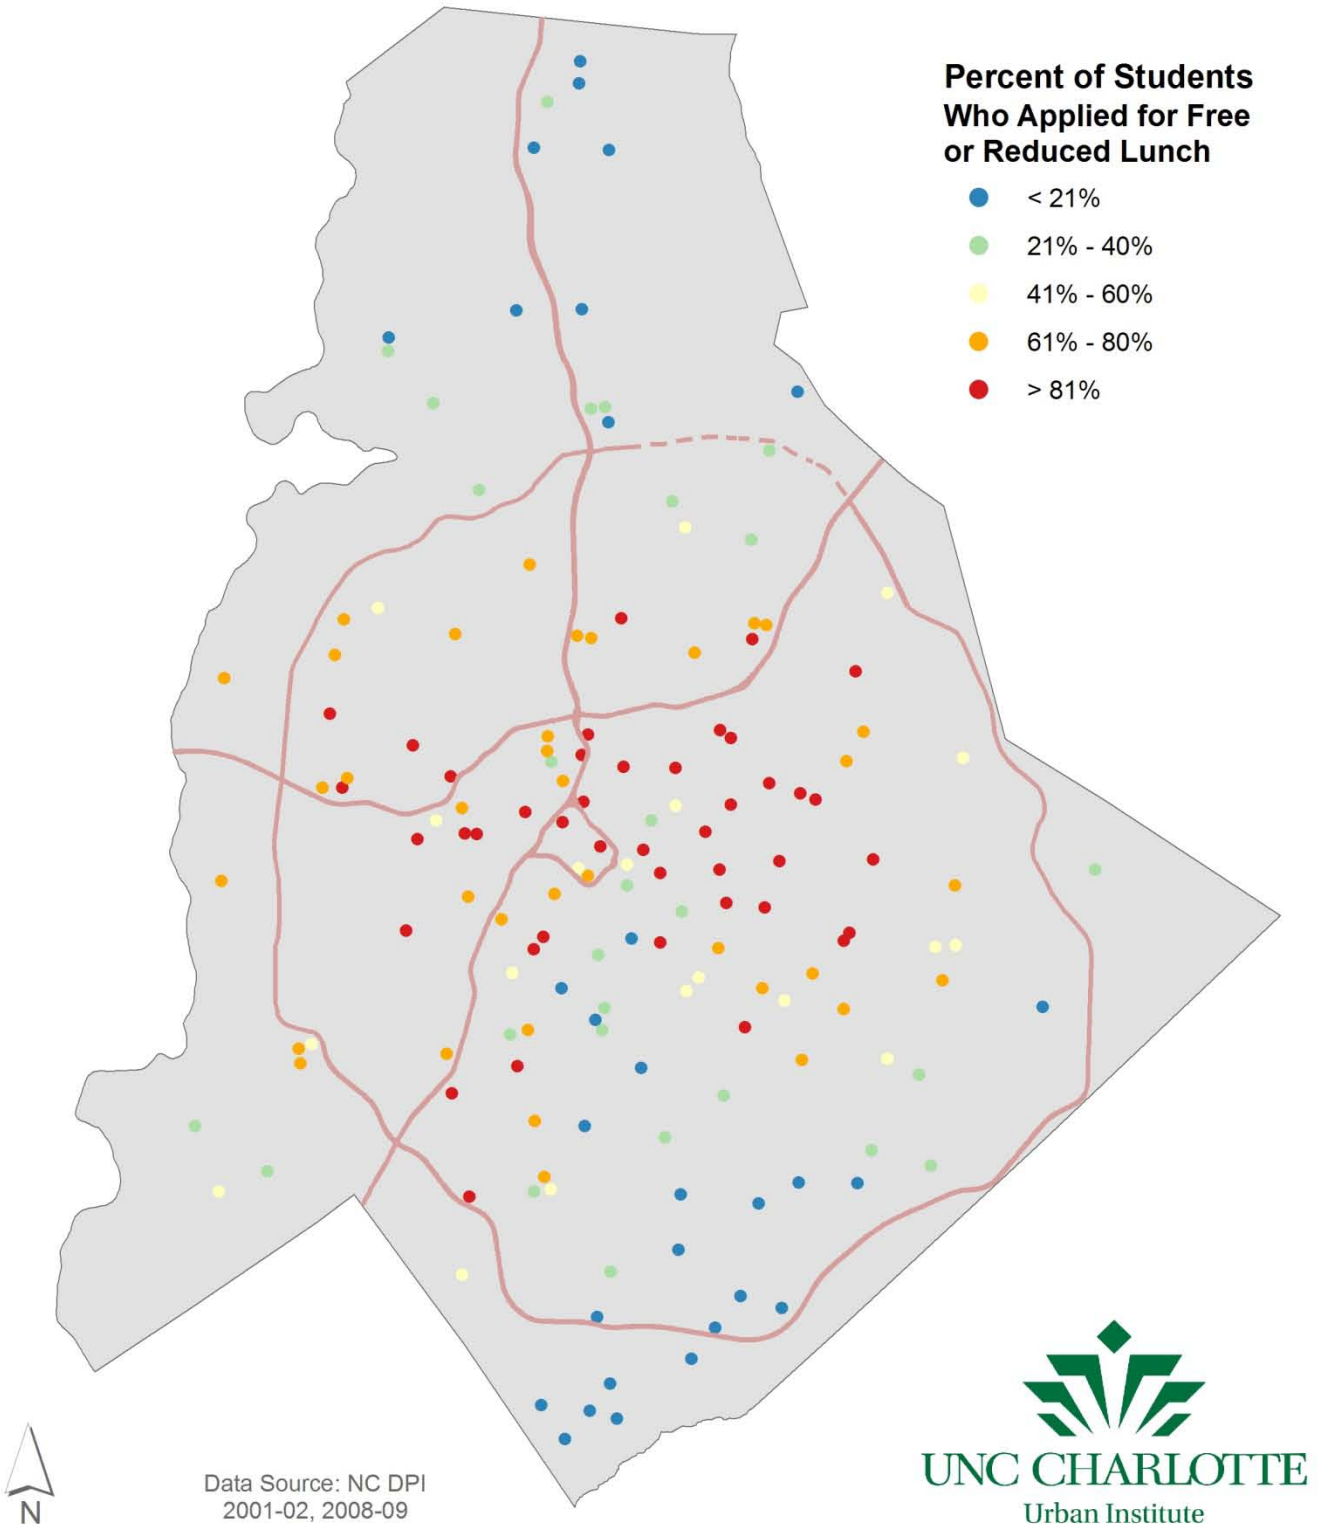 Percent of Students
Who Applied for Free
or Reduced Lunch
< 21%
21% - 40%
41% - 60%
61% - 80%
> 81%
N
Data Source: NC DPI
2001-02, 2008-09
UNC CHARLOTTE
Urban Institute